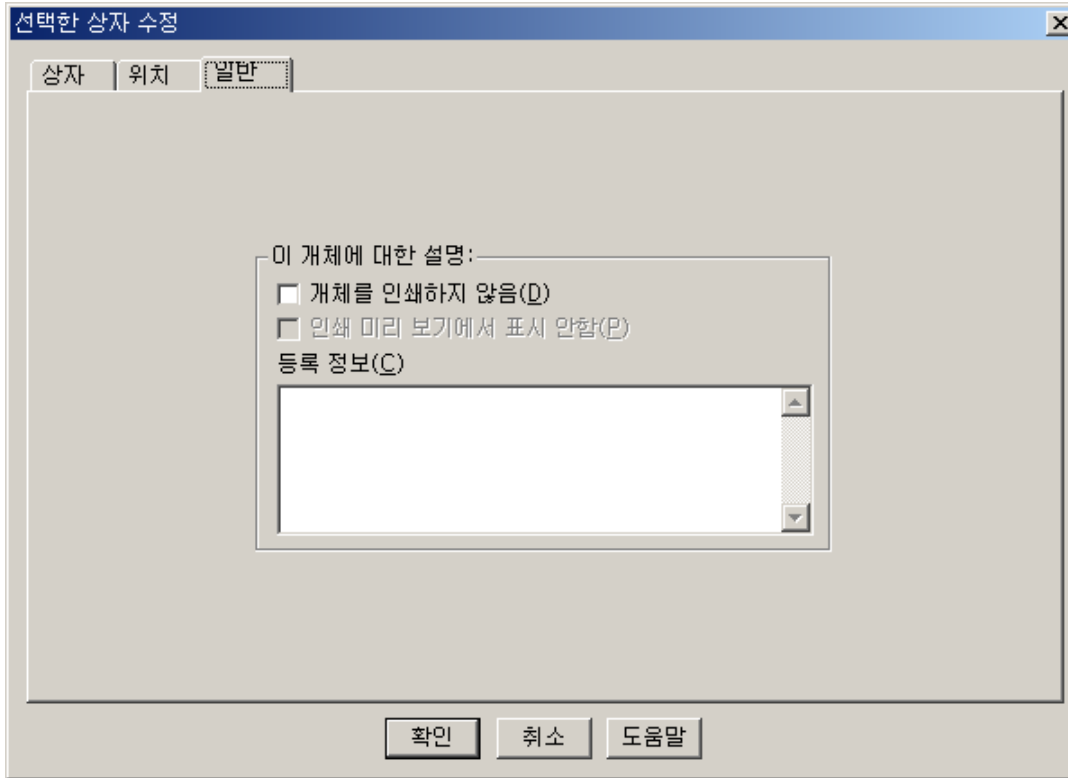 선택한 상자 수정
상자 위치 일반
이 개체에 대한 설명:
개체를 인쇄하지 않음(D)
인쇄 미리 보기에서 표시 안함(P)
등록 정보(C)
확인 취소 도움말